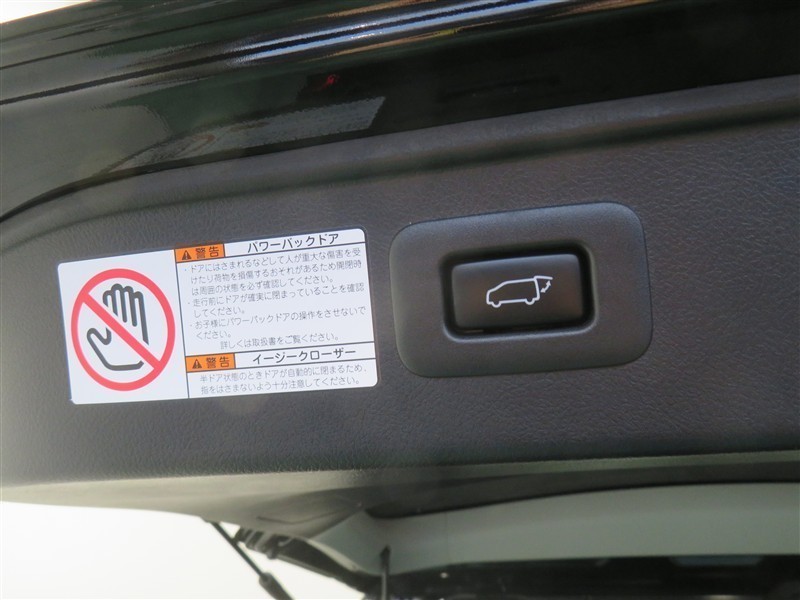 警告 パワーバックドア
・ドアにはさまれるなどして人が重大な傷害を受
けたり荷物を損傷するおそれがあるため開閉時
は周囲の状態を必ず確認してください。
・走行前にドアが確実に閉まっていることを確認
してください。
・お子様にパワーバックドアの操作をさせないで
ください。
詳しくは取扱書をご覧ください。
警告 イージークローザー
半ドア状態のときドアが自動的に閉まるため、
指をはさまないよう十分注意してください。